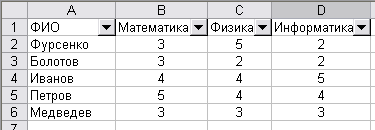 A B C D
1 ФИО Математика Физика Информатика
2 Фурсенко 3 5 2
3 Болотов 3 2 2
4 Иванов 4 4 5
5 Петров 5 4 4
6 Медведев 3 3 3